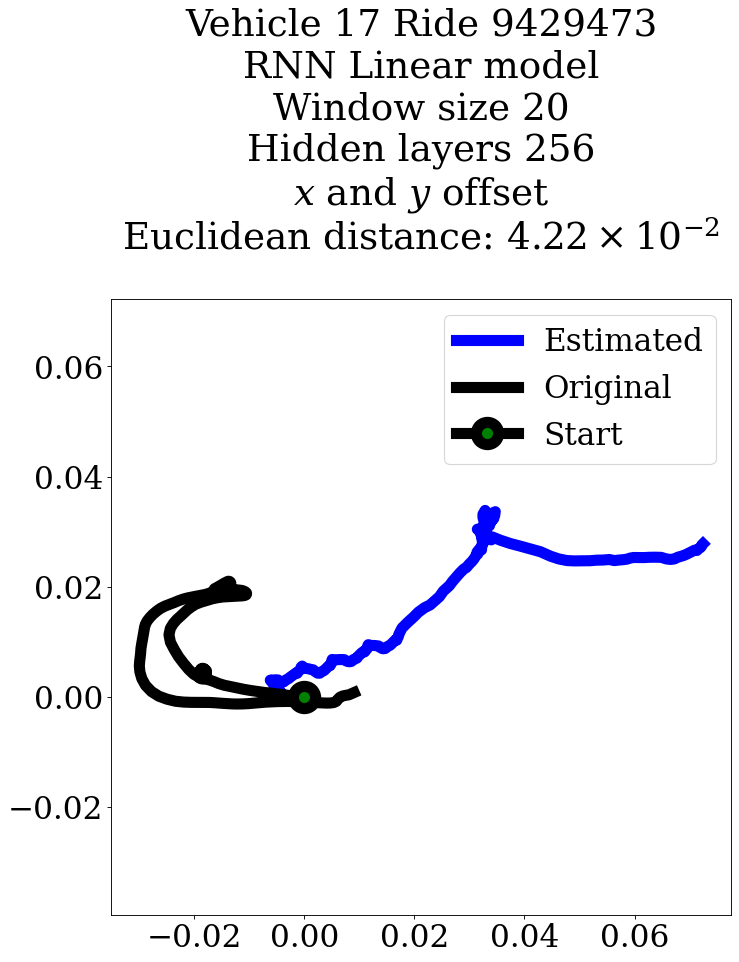 Vehicle 17 Ride 9429473
RNN Linear model
Window size 20
Hidden layers 256
x and y offset
Euclidean distance: 4.22 × 10⁻²
Estimated
Original
Start
0.06
0.04
0.02
0.00
−0.02
−0.02 0.00 0.02 0.04 0.06